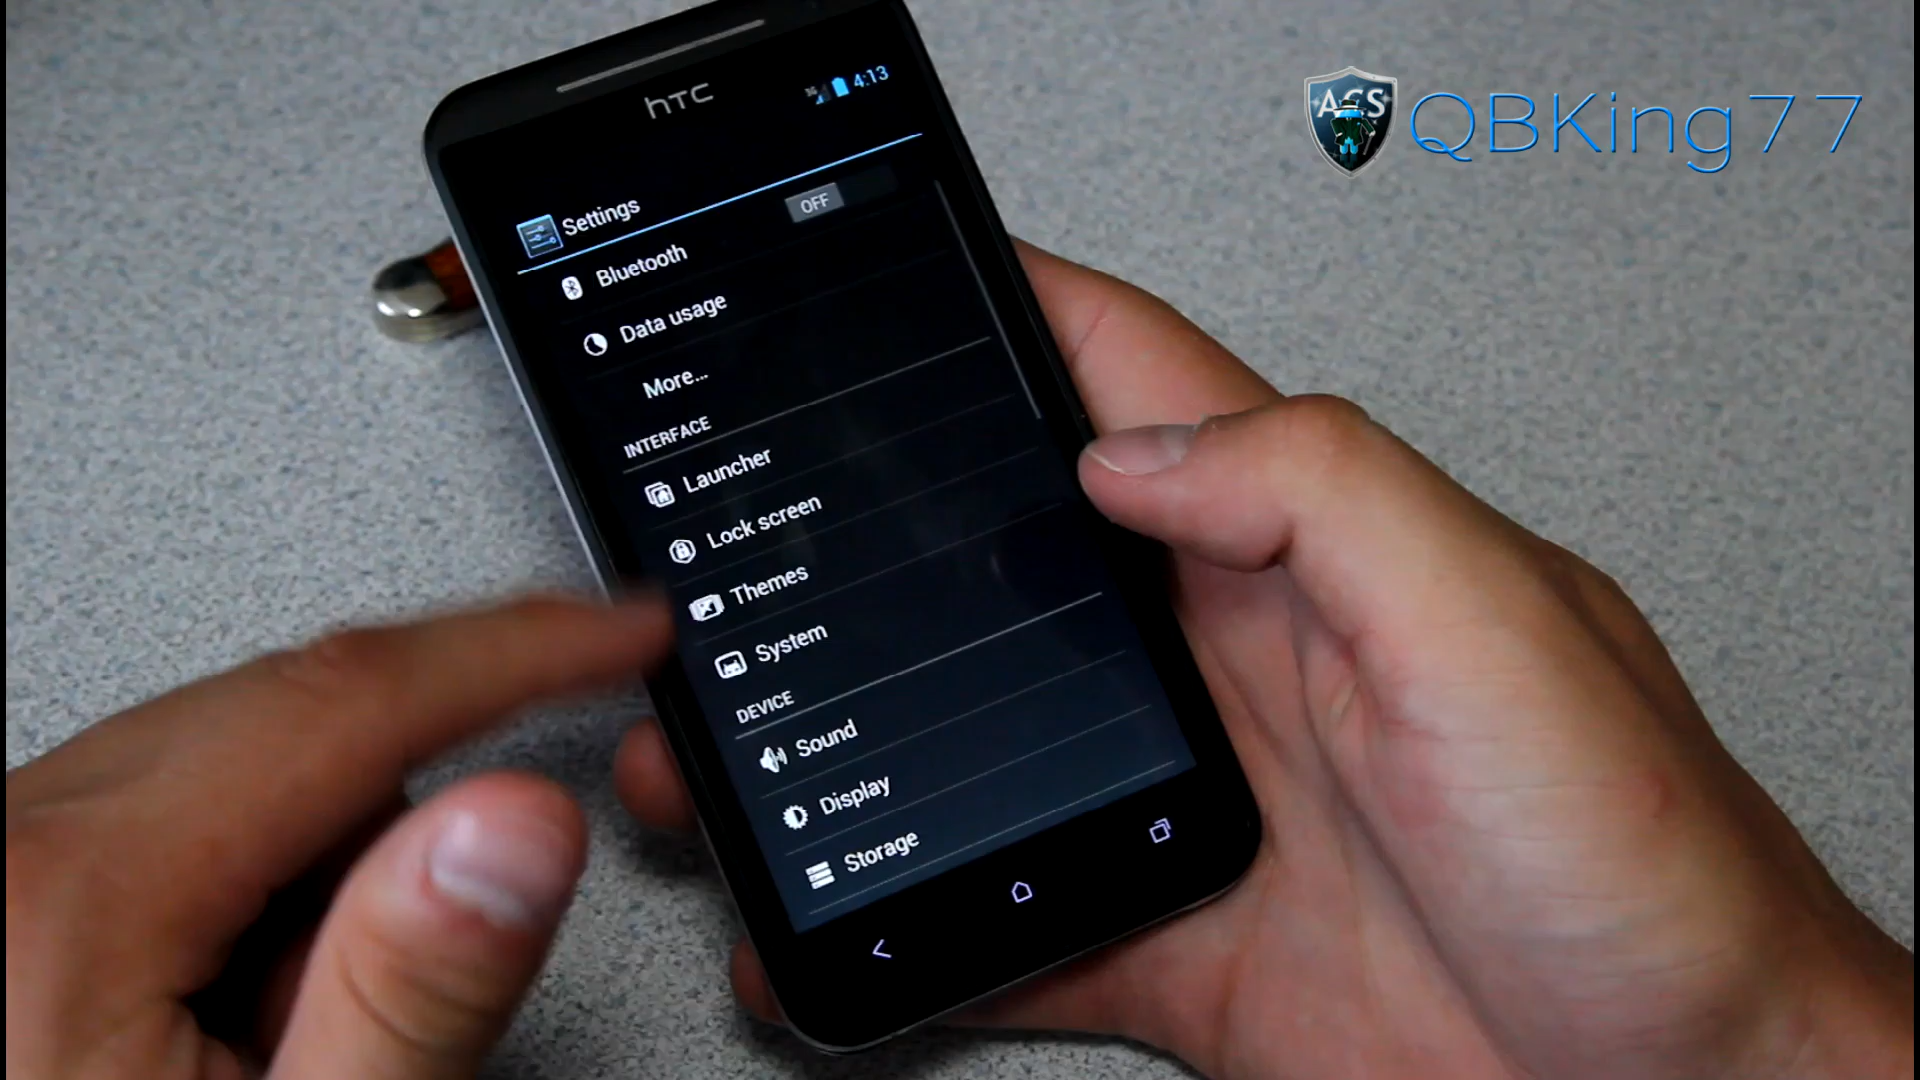 hTC
3G 4:13
ACS
QBKing77
Settings
OFF
Bluetooth
Data usage
More...
INTERFACE
Launcher
Lock screen
Themes
System
DEVICE
Sound
Display
Storage